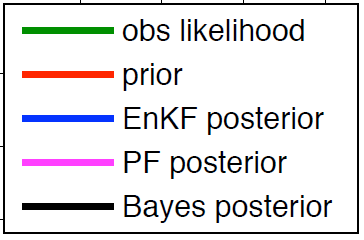 obs likelihood
prior
EnKF posterior
PF posterior
Bayes posterior